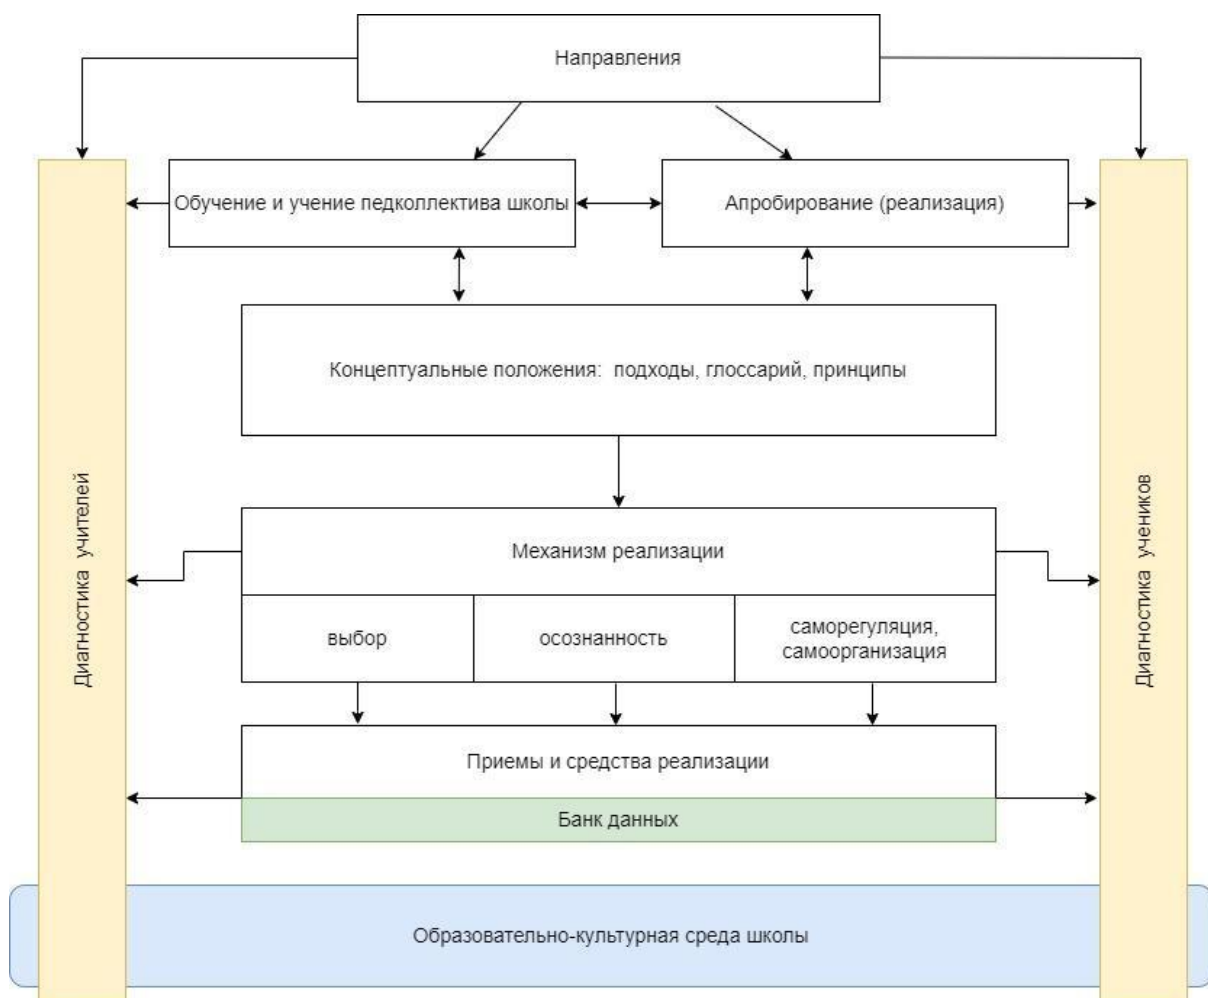 Направления
Обучение и учение педколлектива школы
Апробирование (реализация)
Концептуальные положения: подходы, глоссарий, принципы
Диагностика учителей
Механизм реализации
выбор
осознанность
саморегуляция,
самоорганизация
Диагностика учеников
Приемы и средства реализации
Банк данных
Образовательно-культурная среда школы